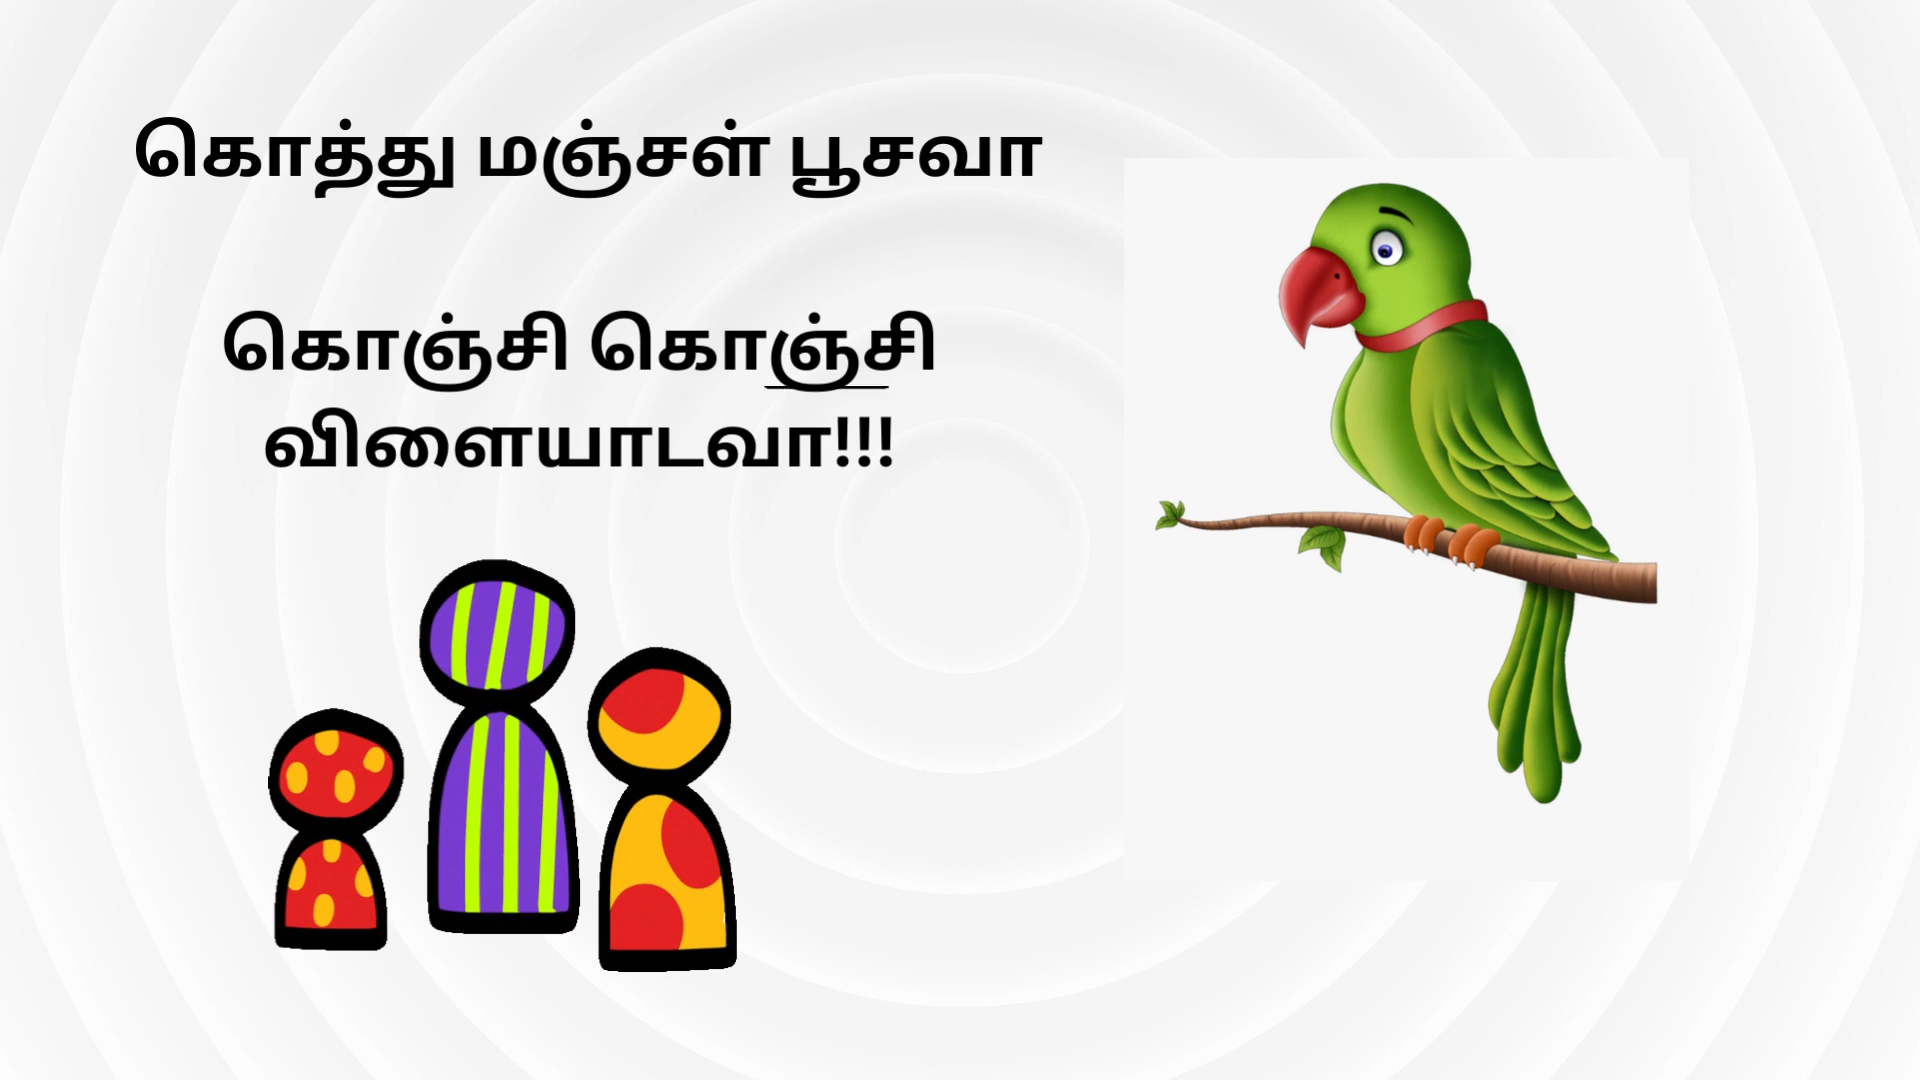 கொத்து மஞ்சள் பூசவா
கொஞ்சி கொஞ்சி
விளையாடவா!!!